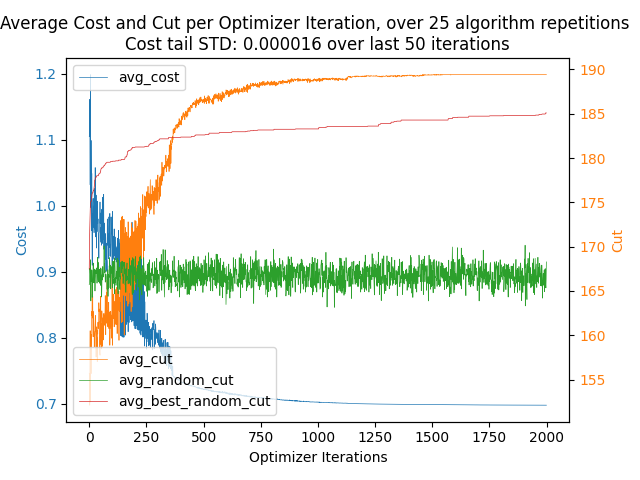 Average Cost and Cut per Optimizer Iteration, over 25 algorithm repetitions
Cost tail STD: 0.000016 over last 50 iterations
avg_cost
1.2
1.1
1.0
0.9
0.8
0.7
Cost
190
185
180
175
170
165
160
155
Cut
avg_cut
avg_random_cut
avg_best_random_cut
0 250 500 750 1000 1250 1500 1750 2000
Optimizer Iterations